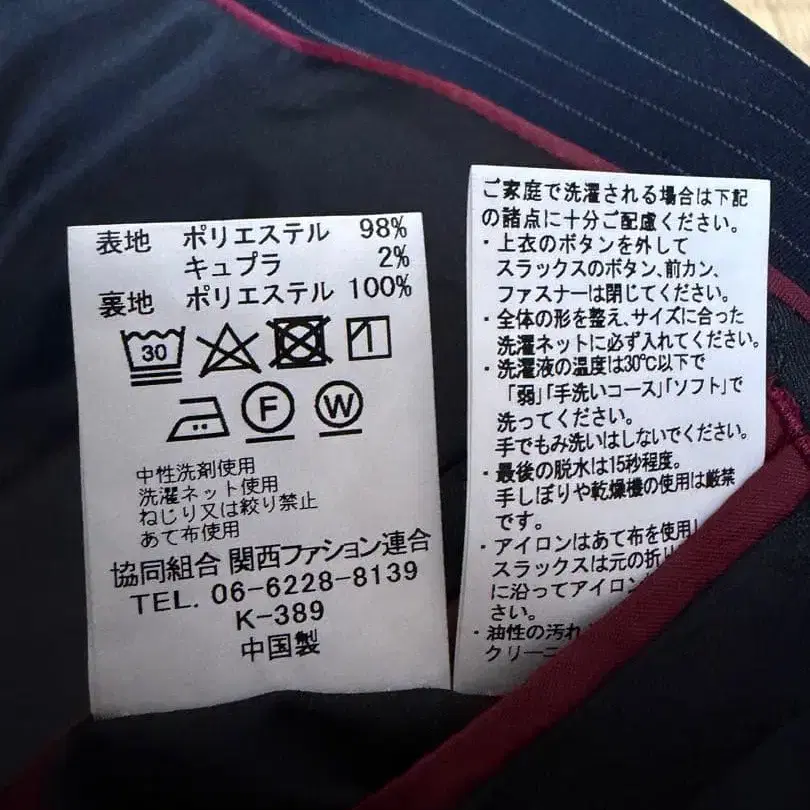 表地 ポリエステル 98%
キュプラ 2%
裏地 ポリエステル 100%
30
F
W
中性洗剤使用
洗濯ネット使用
ねじり又は絞り禁止
あて布使用
協同組合 関西ファション連合
TEL. 06-6228-8139
K-389
中国製
ご家庭で洗濯される場合は下記
の諸点に十分ご配慮ください。
・上衣のボタンを外して
スラックスのボタン、前カン、
ファスナーは閉じてください。
・全体の形を整え、サイズに合った
洗濯ネットに必ず入れてください。
・洗濯液の温度は30℃以下で
「弱」「手洗いコース」「ソフト」で
洗ってください。
手でもみ洗いはしないでください。
・最後の脱水は15秒程度。
手しぼりや乾燥機の使用は厳禁
です。
・アイロンはあて布を使用し
スラックスは元の折り
に沿ってアイロン
さい。
・油性の汚れ
クリーニ